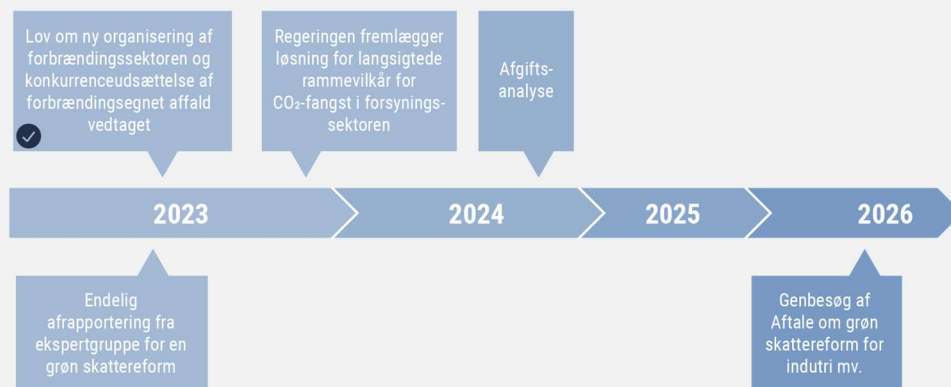 Lov om ny organisering af
forbrændingssektoren og
konkurrenceudsættelse af
forbrændingsegnet affald
vedtaget
Regeringen fremlægger
løsning for langsigtede
rammevilkår for
CO₂-fangst i forsynings-
sektoren
Afgifts-
analyse
2023
2024
2025
2026
Endelig
afrapportering fra
ekspertgruppe for en
grøn skattereform
Genbesøg af
Aftale om grøn
skattereform for
indutri mv.